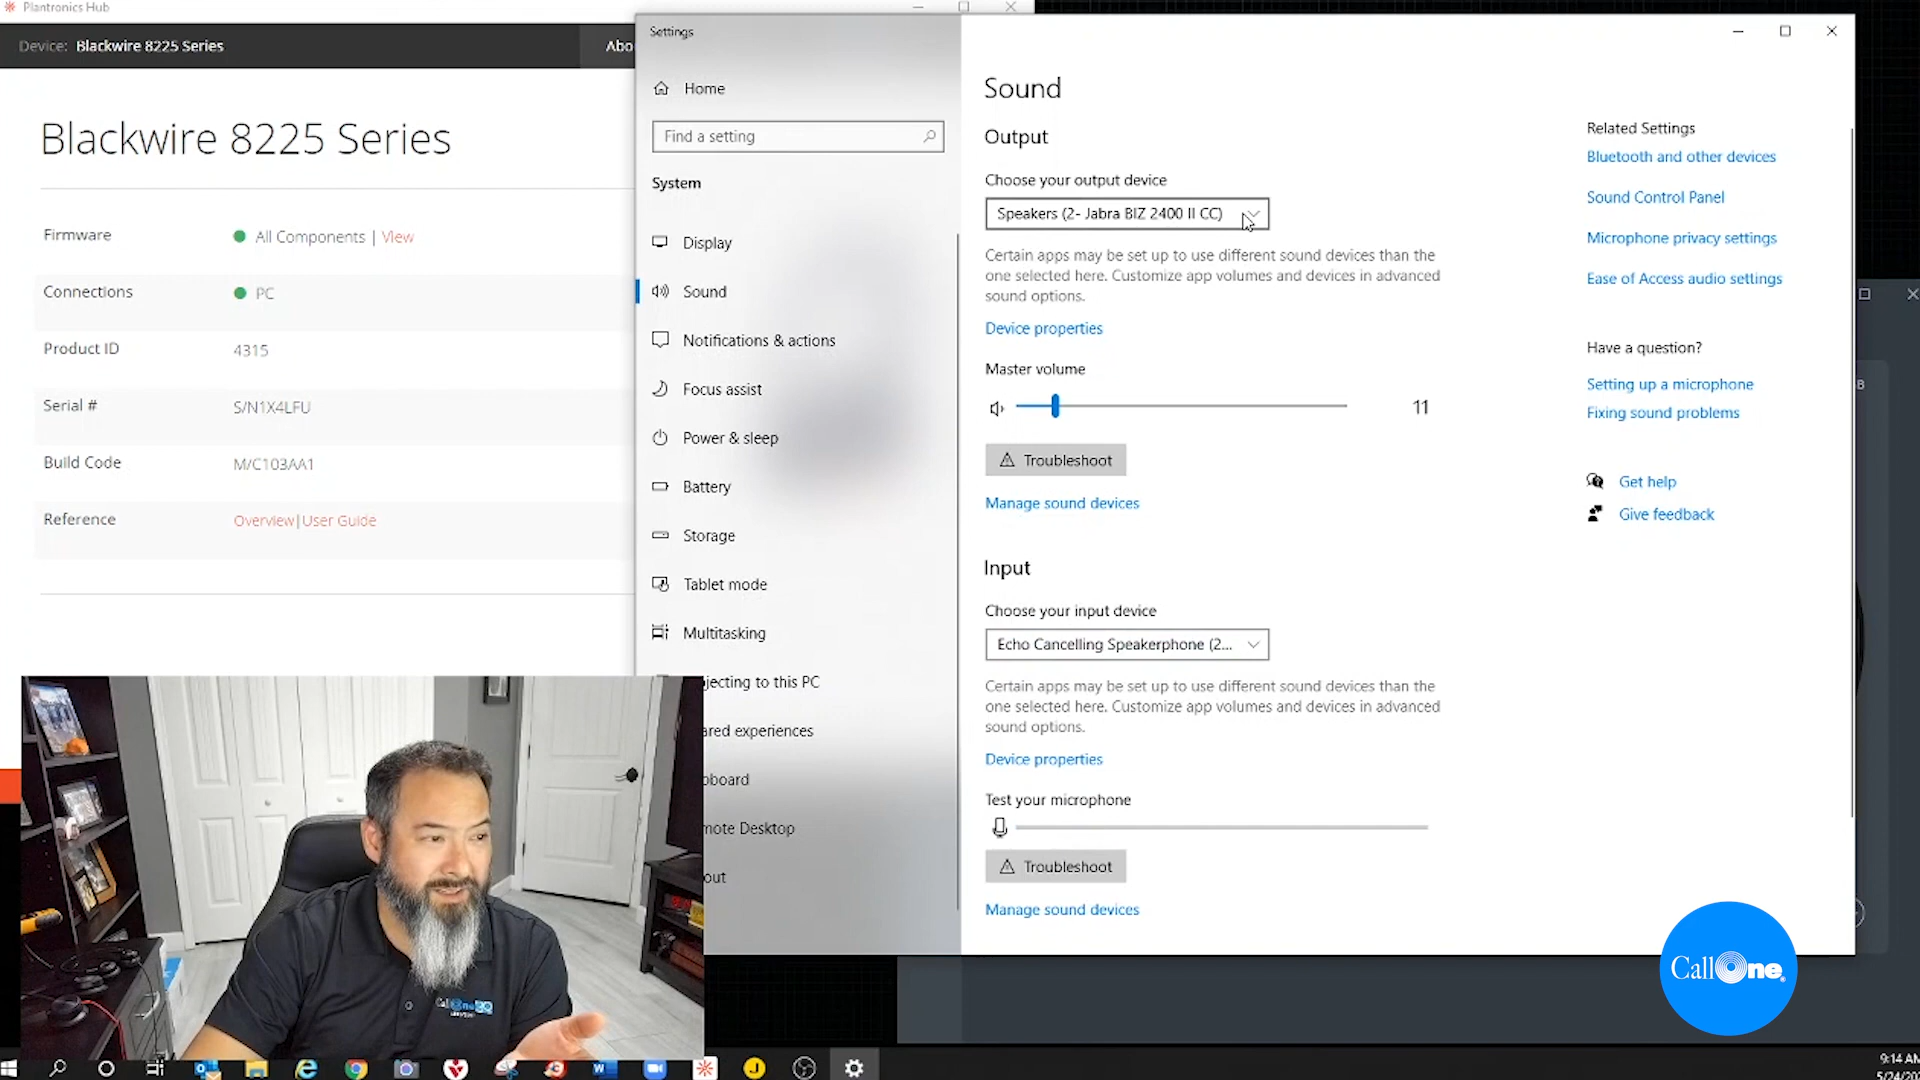 Plantronics Hub
Device: Blackwire 8225 Series
Abo
Blackwire 8225 Series
Firmware
All Components | View
Connections
PC
Product ID
4315
Serial #
S/N1X4LFU
Build Code
M/C103AA1
Reference
Overview|User Guide
Settings
Home
Find a setting
System
Display
Sound
Notifications & actions
Focus assist
Power & sleep
Battery
Storage
Tablet mode
Multitasking
jecting to this PC
ared experiences
pboard
mote Desktop
out
Sound
Output
Choose your output device
Speakers (2- Jabra BIZ 2400 II CC)
Certain apps may be set up to use different sound devices than the
one selected here. Customize app volumes and devices in advanced
sound options.
Device properties
Master volume
11
Troubleshoot
Manage sound devices
Input
Choose your input device
Echo Cancelling Speakerphone (2...
Certain apps may be set up to use different sound devices than the
one selected here. Customize app volumes and devices in advanced
sound options.
Device properties
Test your microphone
Troubleshoot
Manage sound devices
Related Settings
Bluetooth and other devices
Sound Control Panel
Microphone privacy settings
Ease of Access audio settings
Have a question?
Setting up a microphone
Fixing sound problems
Get help
Give feedback
B
CallOne
CallOne
9:14 AM
5/24/20